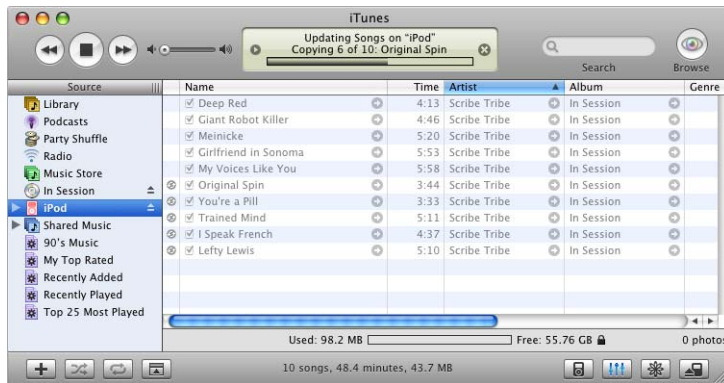 iTunes
Updating Songs on "iPod"
Copying 6 of 10: Original Spin
Search
Browse
Source
Library
Podcasts
Party Shuffle
Radio
Music Store
In Session
iPod
Shared Music
90's Music
My Top Rated
Recently Added
Recently Played
Top 25 Most Played
Name Time Artist Album Genre
Deep Red 4:13 Scribe Tribe In Session
Giant Robot Killer 4:46 Scribe Tribe In Session
Meinicke 5:20 Scribe Tribe In Session
Girlfriend in Sonoma 5:53 Scribe Tribe In Session
My Voices Like You 5:58 Scribe Tribe In Session
Original Spin 3:44 Scribe Tribe In Session
You're a Pill 3:33 Scribe Tribe In Session
Trained Mind 5:11 Scribe Tribe In Session
I Speak French 4:37 Scribe Tribe In Session
Lefty Lewis 5:10 Scribe Tribe In Session
Used: 98.2 MB Free: 55.76 GB 0 photos
10 songs, 48.4 minutes, 43.7 MB